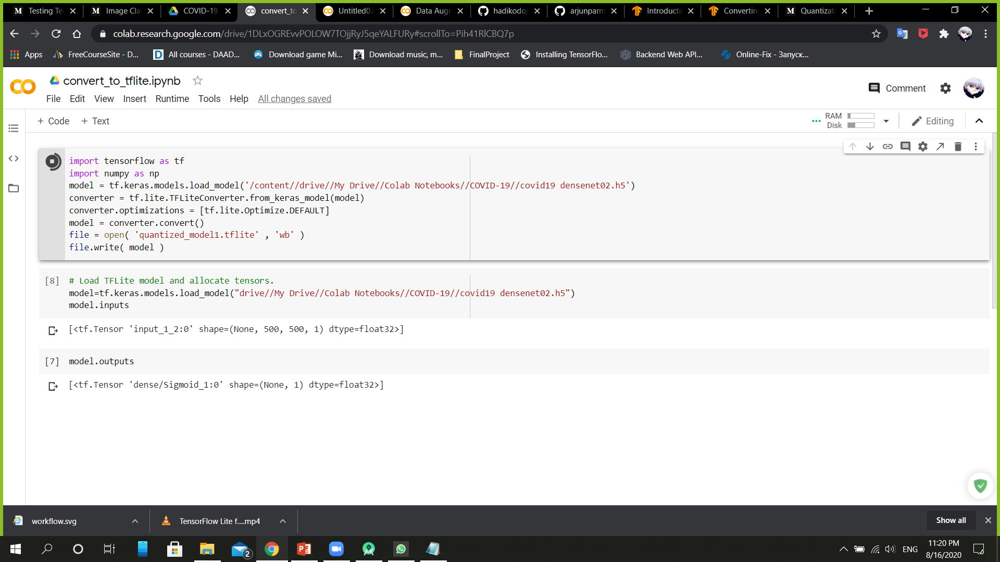 Testing Ten
Image Cla
COVID-19
convert_to
Untitled0.i
Data Augm
hadikodo/
arjunparm
Introducti
Converting
Quantizati
colab.research.google.com/drive/1DLxOGREvvPOLOW7TOjjRyJ5qeYALFURy#scrollTo=Pih41RlCBQ7p
Apps
FreeCourseSite - D...
All courses - DAAD...
Download game Mi...
Download music, m...
FinalProject
Installing TensorFlo...
Backend Web API...
Online-Fix - Запуск...
convert_to_tflite.ipynb
Comment
File Edit View Insert Runtime Tools Help All changes saved
+ Code + Text
RAM
Disk
Editing
import tensorflow as tf
import numpy as np
model = tf.keras.models.load_model('/content//drive//My Drive//Colab Notebooks//COVID-19//covid19 densenet02.h5')
converter = tf.lite.TFLiteConverter.from_keras_model(model)
converter.optimizations = [tf.lite.Optimize.DEFAULT]
model = converter.convert()
file = open( 'quantized_model1.tflite' , 'wb' )
file.write( model )
[8] # Load TFLite model and allocate tensors.
model=tf.keras.models.load_model("drive//My Drive//Colab Notebooks//COVID-19//covid19 densenet02.h5")
model.inputs
[<tf.Tensor 'input_1_2:0' shape=(None, 500, 500, 1) dtype=float32>]
[7] model.outputs
[<tf.Tensor 'dense/Sigmoid_1:0' shape=(None, 1) dtype=float32>]
workflow.svg
TensorFlow Lite f....mp4
Show all
2
ENG
11:20 PM
8/16/2020